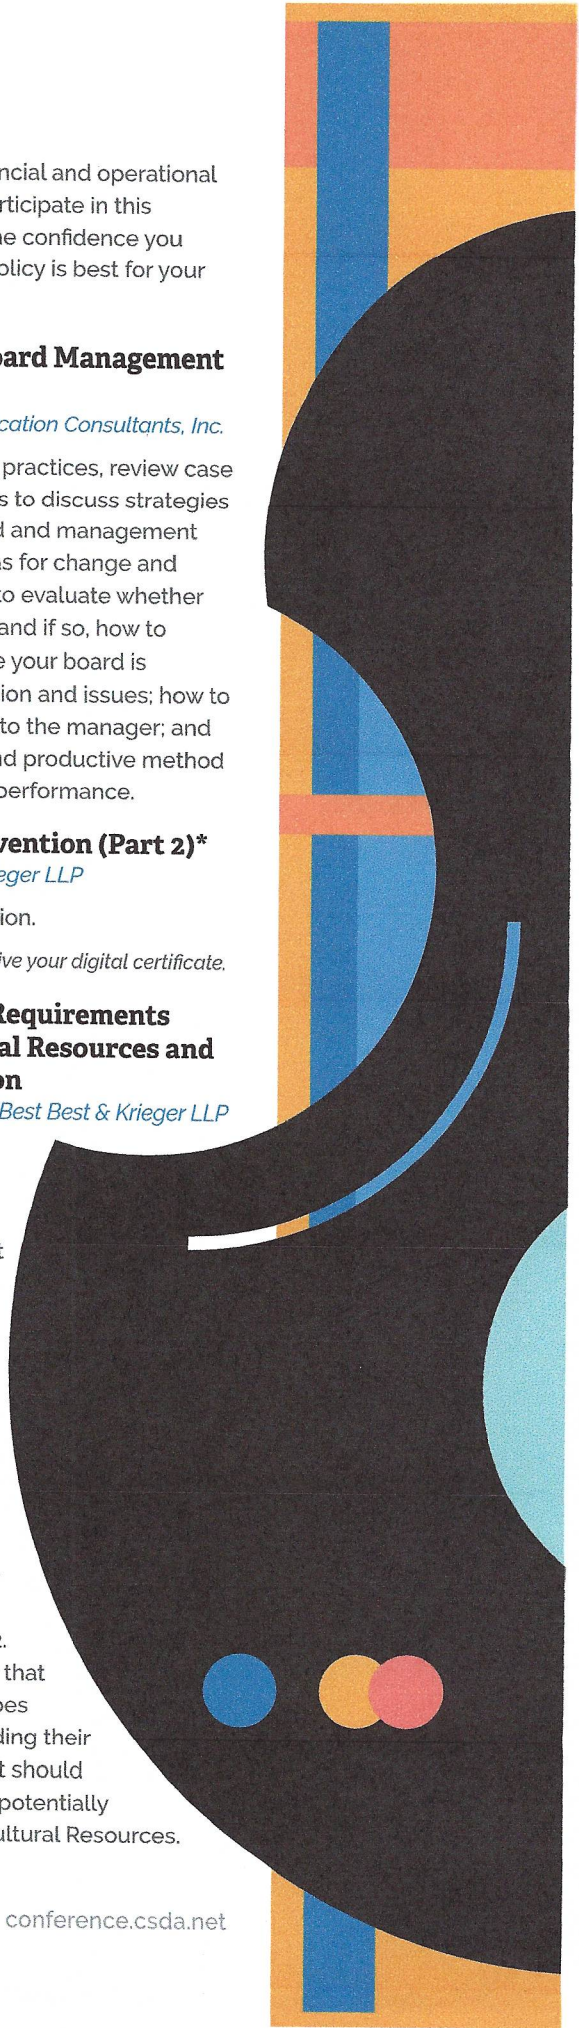 ncial and operational
rticipate in this
ne confidence you
olicy is best for your
oard Management
cation Consultants, Inc.
practices, review case
s to discuss strategies
d and management
s for change and
to evaluate whether
and if so, how to
e your board is
ion and issues; how to
to the manager; and
nd productive method
performance.
vention (Part 2)*
eger LLP
ion.
ive your digital certificate.
Requirements
al Resources and
on
Best Best & Krieger LLP
t
2.
that
pes
ding their
t should
potentially
ultural Resources.
conference.csda.net